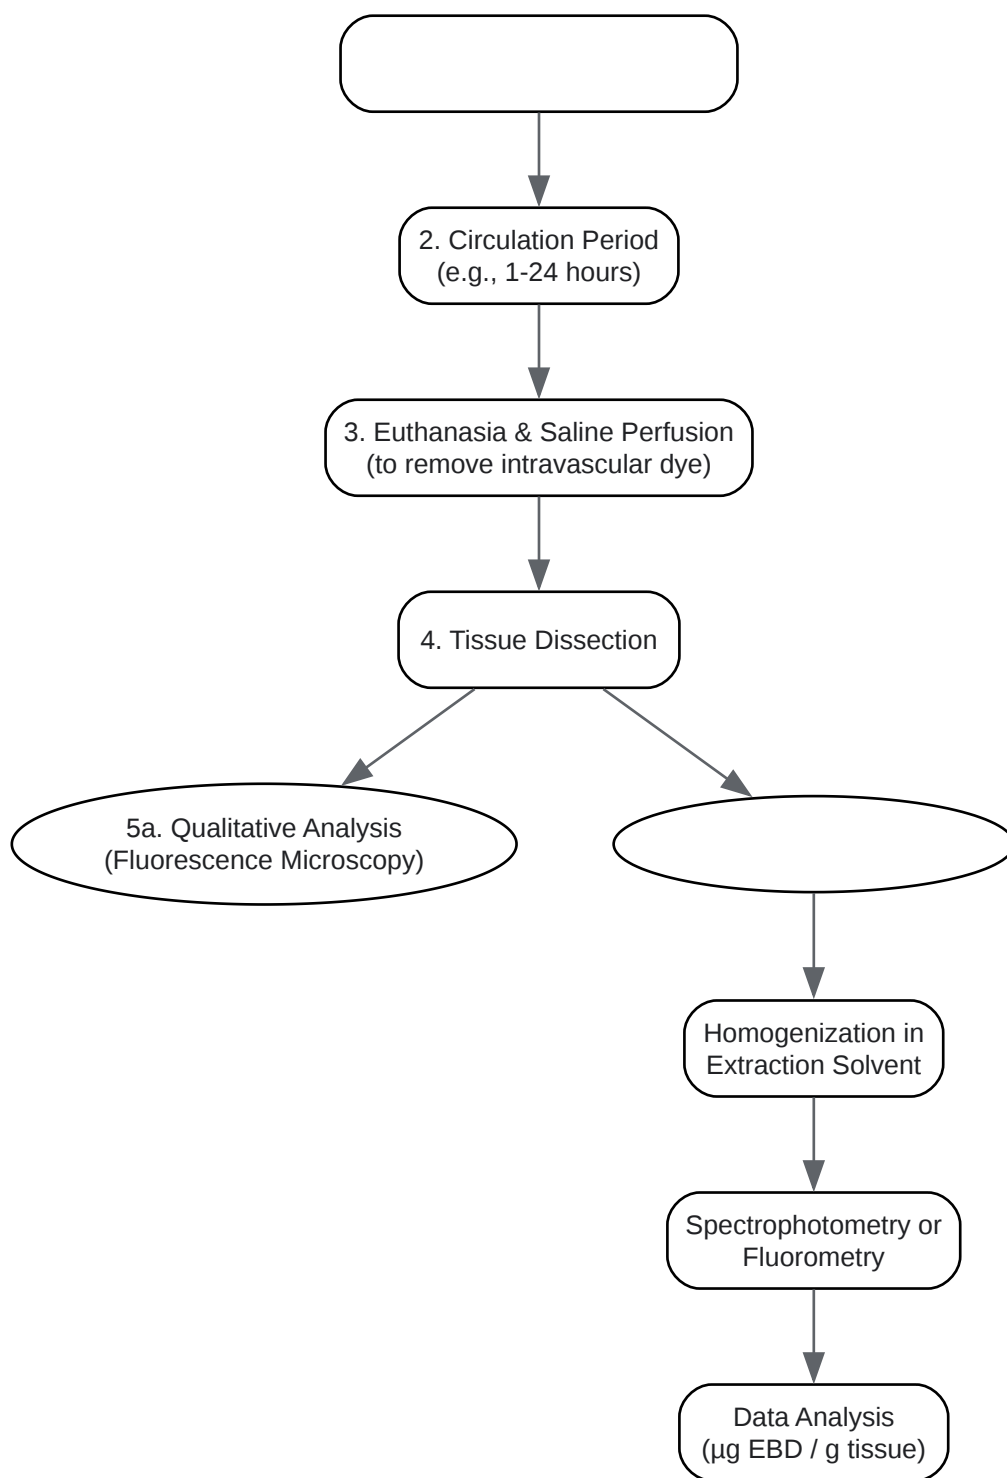 2. Circulation Period
(e.g., 1-24 hours)
3. Euthanasia & Saline Perfusion
(to remove intravascular dye)
4. Tissue Dissection
5a. Qualitative Analysis
(Fluorescence Microscopy)
Homogenization in
Extraction Solvent
Spectrophotometry or
Fluorometry
Data Analysis
(µg EBD / g tissue)